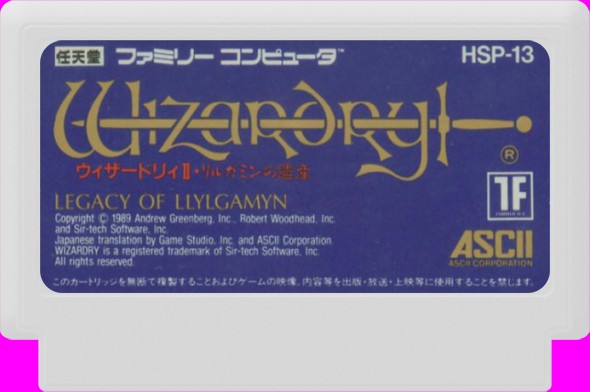 任天堂 ファミリー コンピュータ™ HSP-13
Wizardry
®
ウィザードリィⅡ・リルガミンの遺産
LEGACY OF LLYLGAMYN
Copyright © 1989 Andrew Greenberg, Inc., Robert Woodhead, Inc.
and Sir-tech Software, Inc.
Japanese translation by Game Studio, Inc. and ASCII Corporation.
WIZARDRY is a registered trademark of Sir-tech Software, Inc.
All rights reserved.
1F
ASCII
ASCII CORPORATION
このカートリッジを無断で複製することおよびゲームの映像、内容等を出版・放送・上映等に使用することを禁じます。